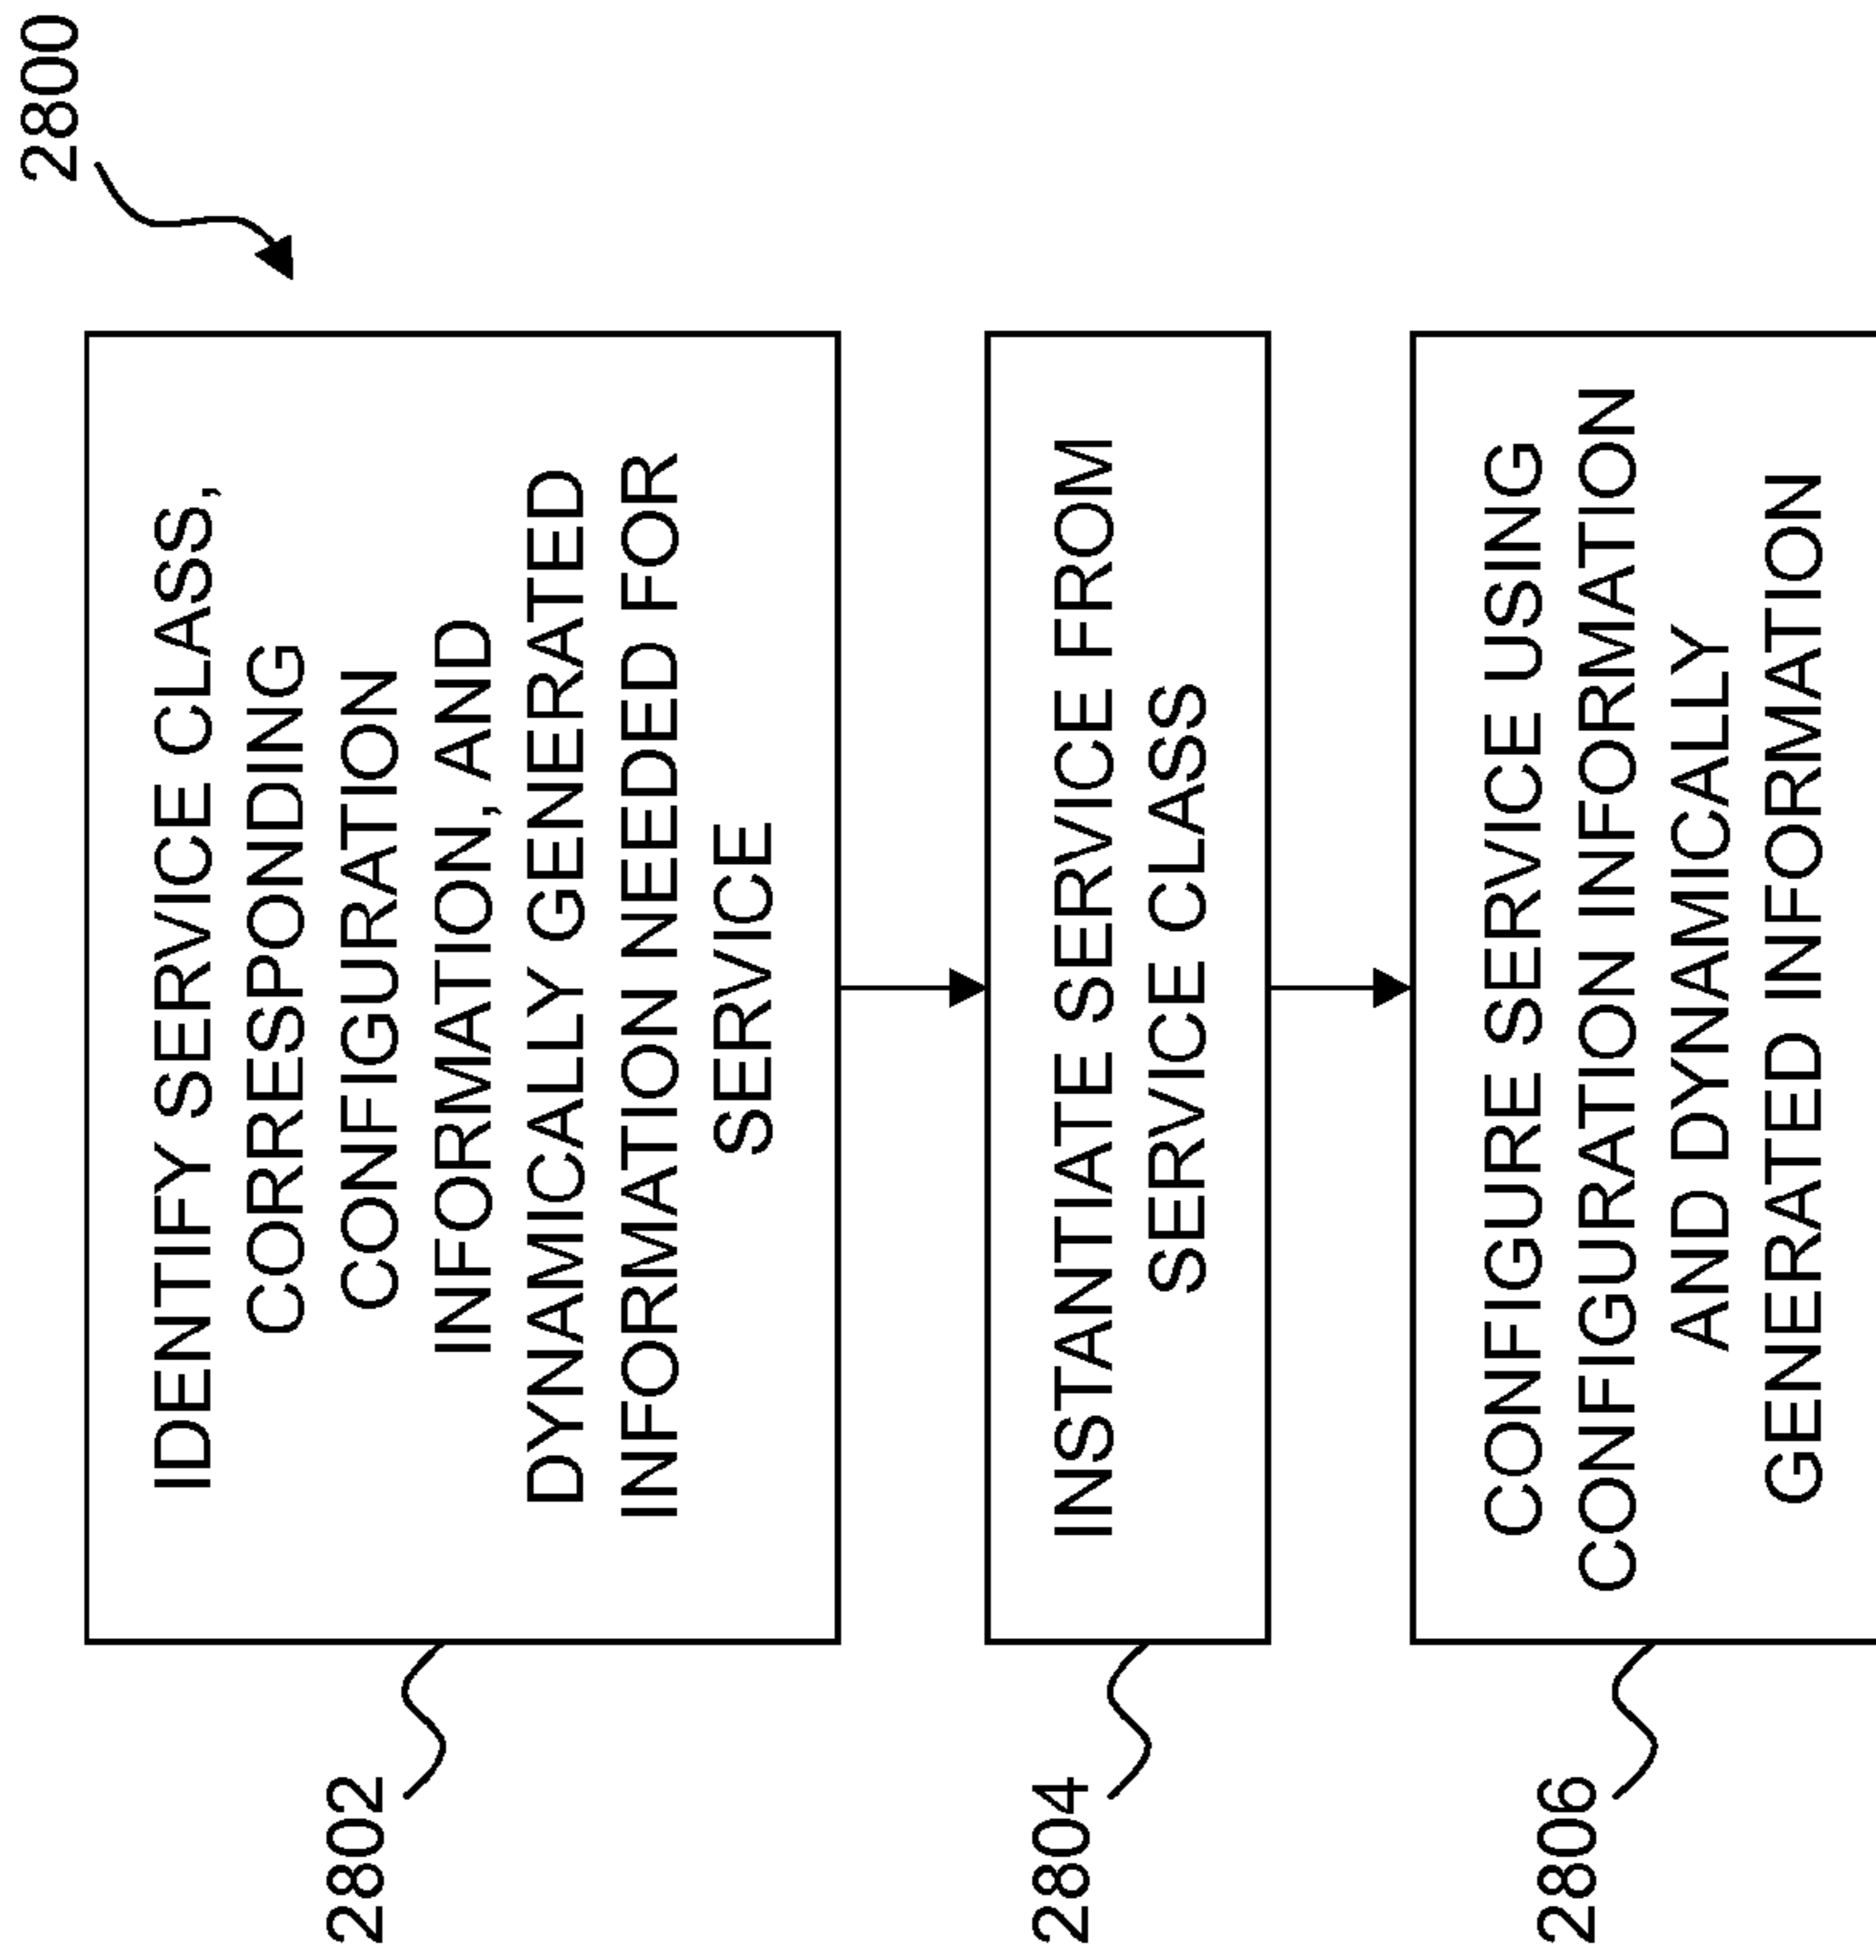 2800
2802
IDENTIFY SERVICE CLASS,
CORRESPONDING
CONFIGURATION
INFORMATION, AND
DYNAMICALLY GENERATED
INFORMATION NEEDED FOR
SERVICE
2804
INSTANTIATE SERVICE FROM
SERVICE CLASS
2806
CONFIGURE SERVICE USING
CONFIGURATION INFORMATION
AND DYNAMICALLY
GENERATED INFORMATION